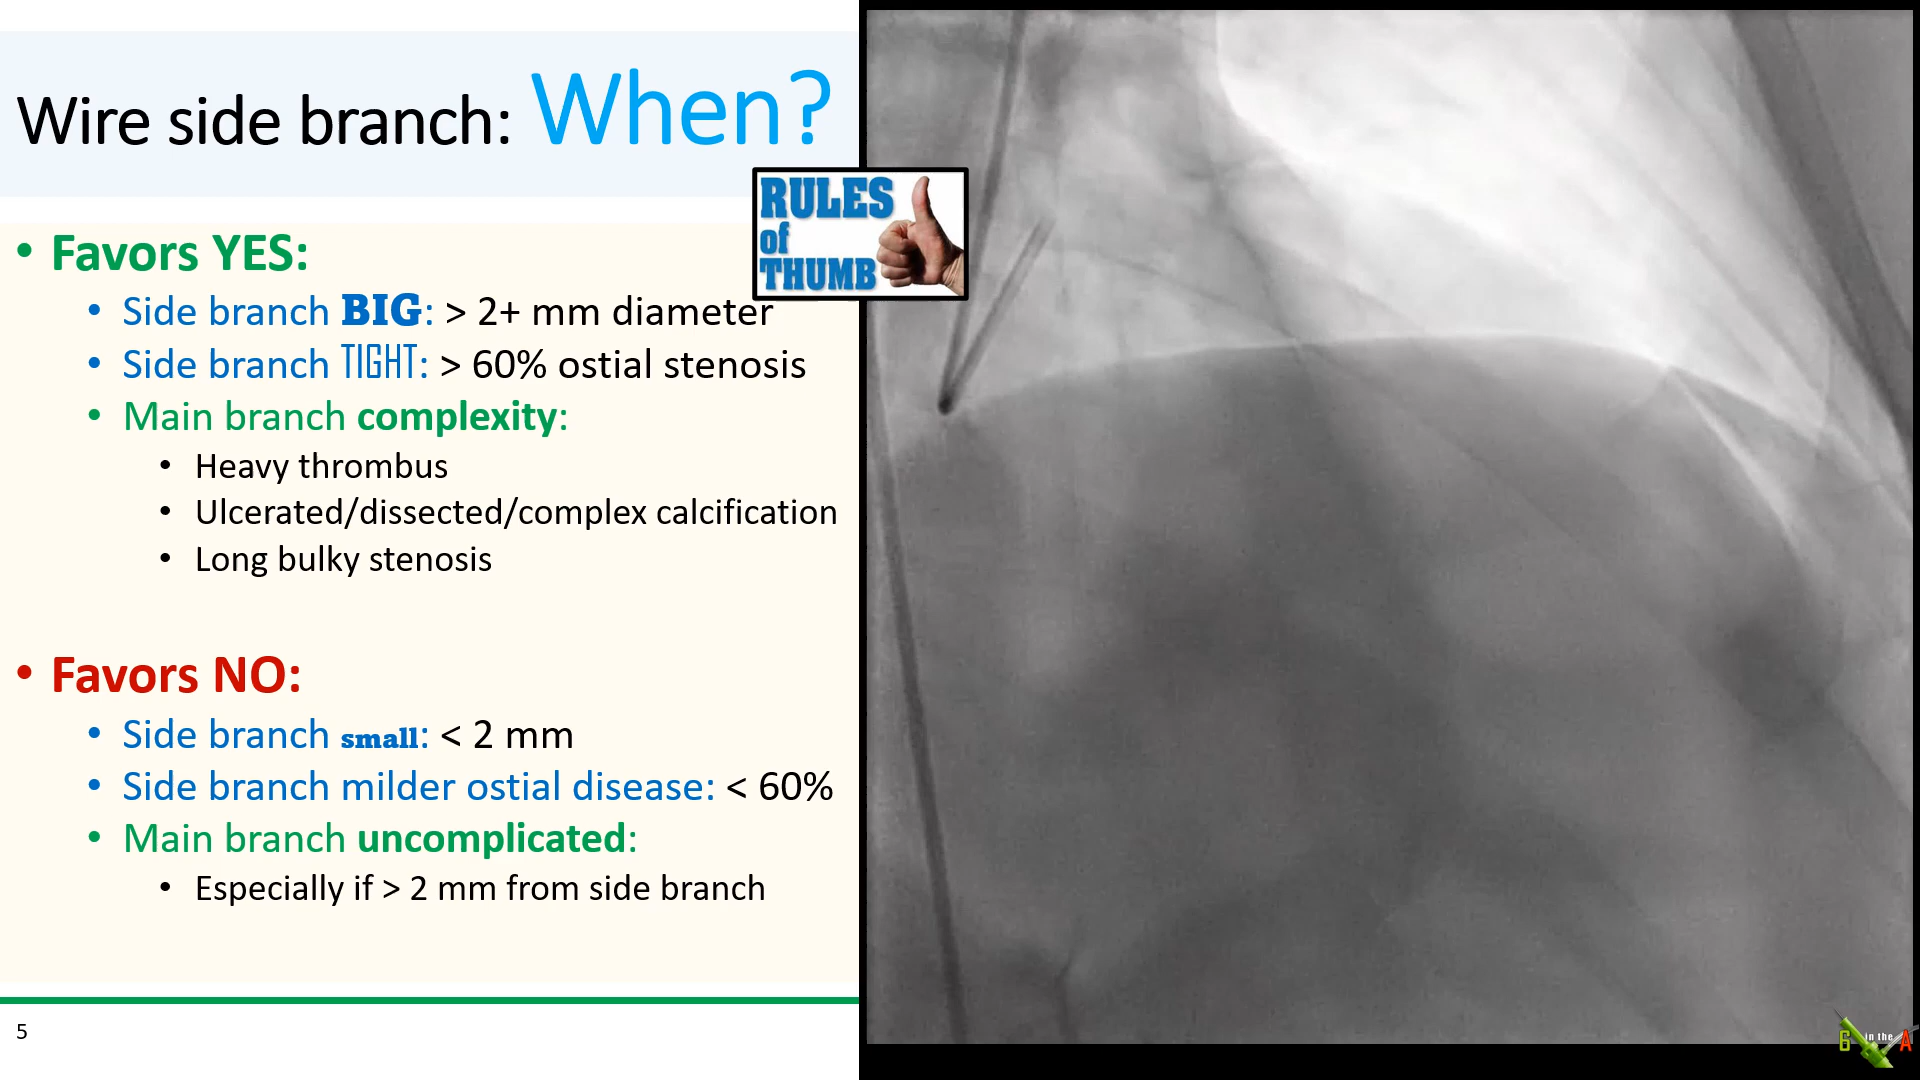 Wire side branch: When?
RULES
of
THUMB
• Favors YES:
• Side branch BIG: > 2+ mm diameter
• Side branch TIGHT: > 60% ostial stenosis
• Main branch complexity:
• Heavy thrombus
• Ulcerated/dissected/complex calcification
• Long bulky stenosis
• Favors NO:
• Side branch small: < 2 mm
• Side branch milder ostial disease: < 60%
• Main branch uncomplicated:
• Especially if > 2 mm from side branch
5
6 in the A